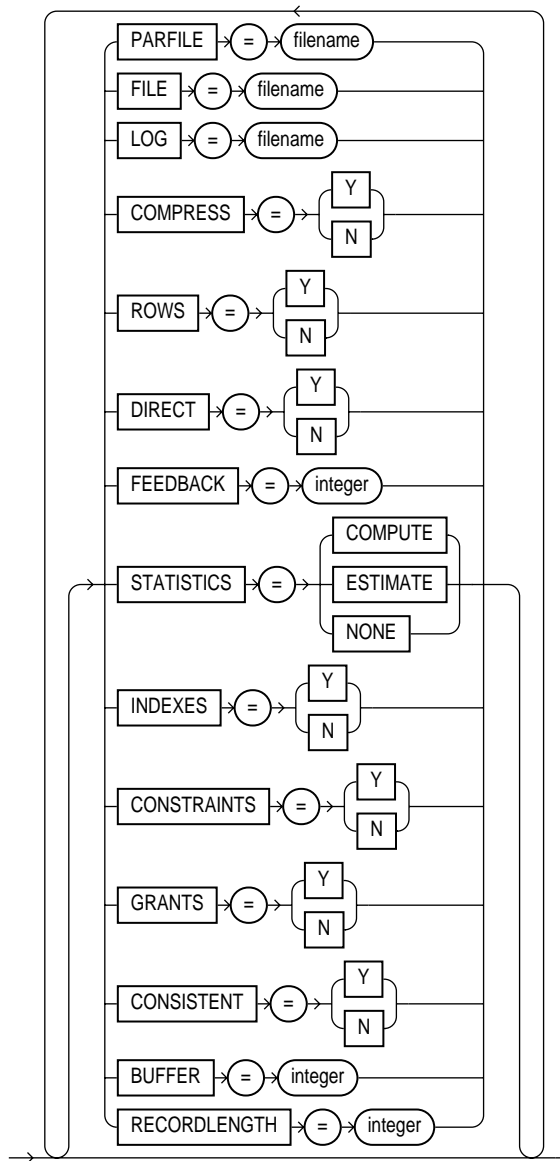 PARFILE = filename
FILE = filename
LOG = filename
COMPRESS = Y
N
ROWS = Y
N
DIRECT = Y
N
FEEDBACK = integer
COMPUTE
STATISTICS = ESTIMATE
NONE
INDEXES = Y
N
CONSTRAINTS = Y
N
GRANTS = Y
N
CONSISTENT = Y
N
BUFFER = integer
RECORDLENGTH = integer